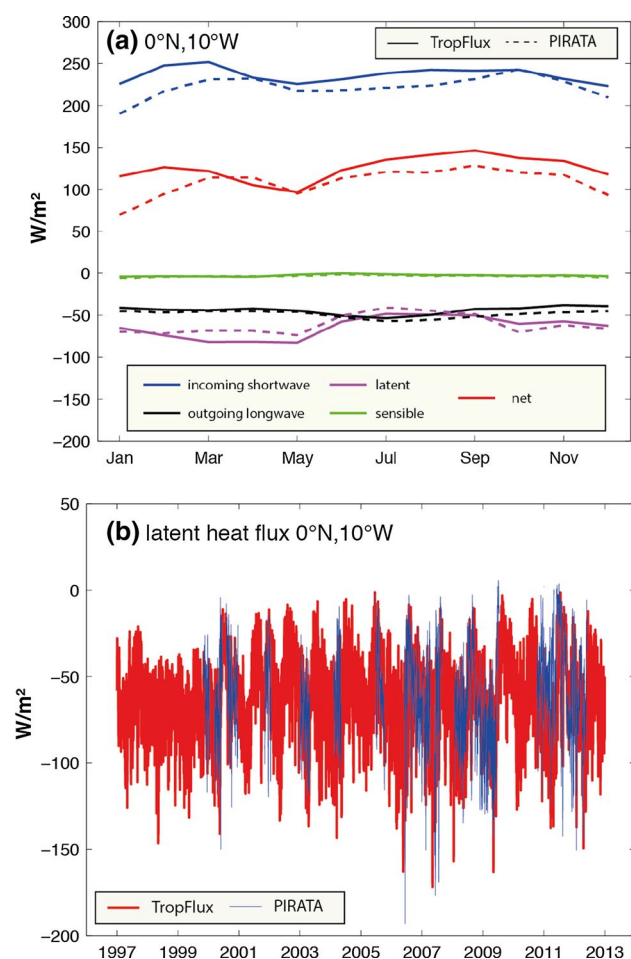 300
250
200
150
100
50
0
−50
−100
−150
−200
W/m²
(a) 0°N,10°W
TropFlux PIRATA
incoming shortwave latent net
outgoing longwave sensible
Jan Mar May Jul Sep Nov
50
0
−50
−100
−150
−200
W/m²
(b) latent heat flux 0°N,10°W
TropFlux PIRATA
1997 1999 2001 2003 2005 2007 2009 2011 2013